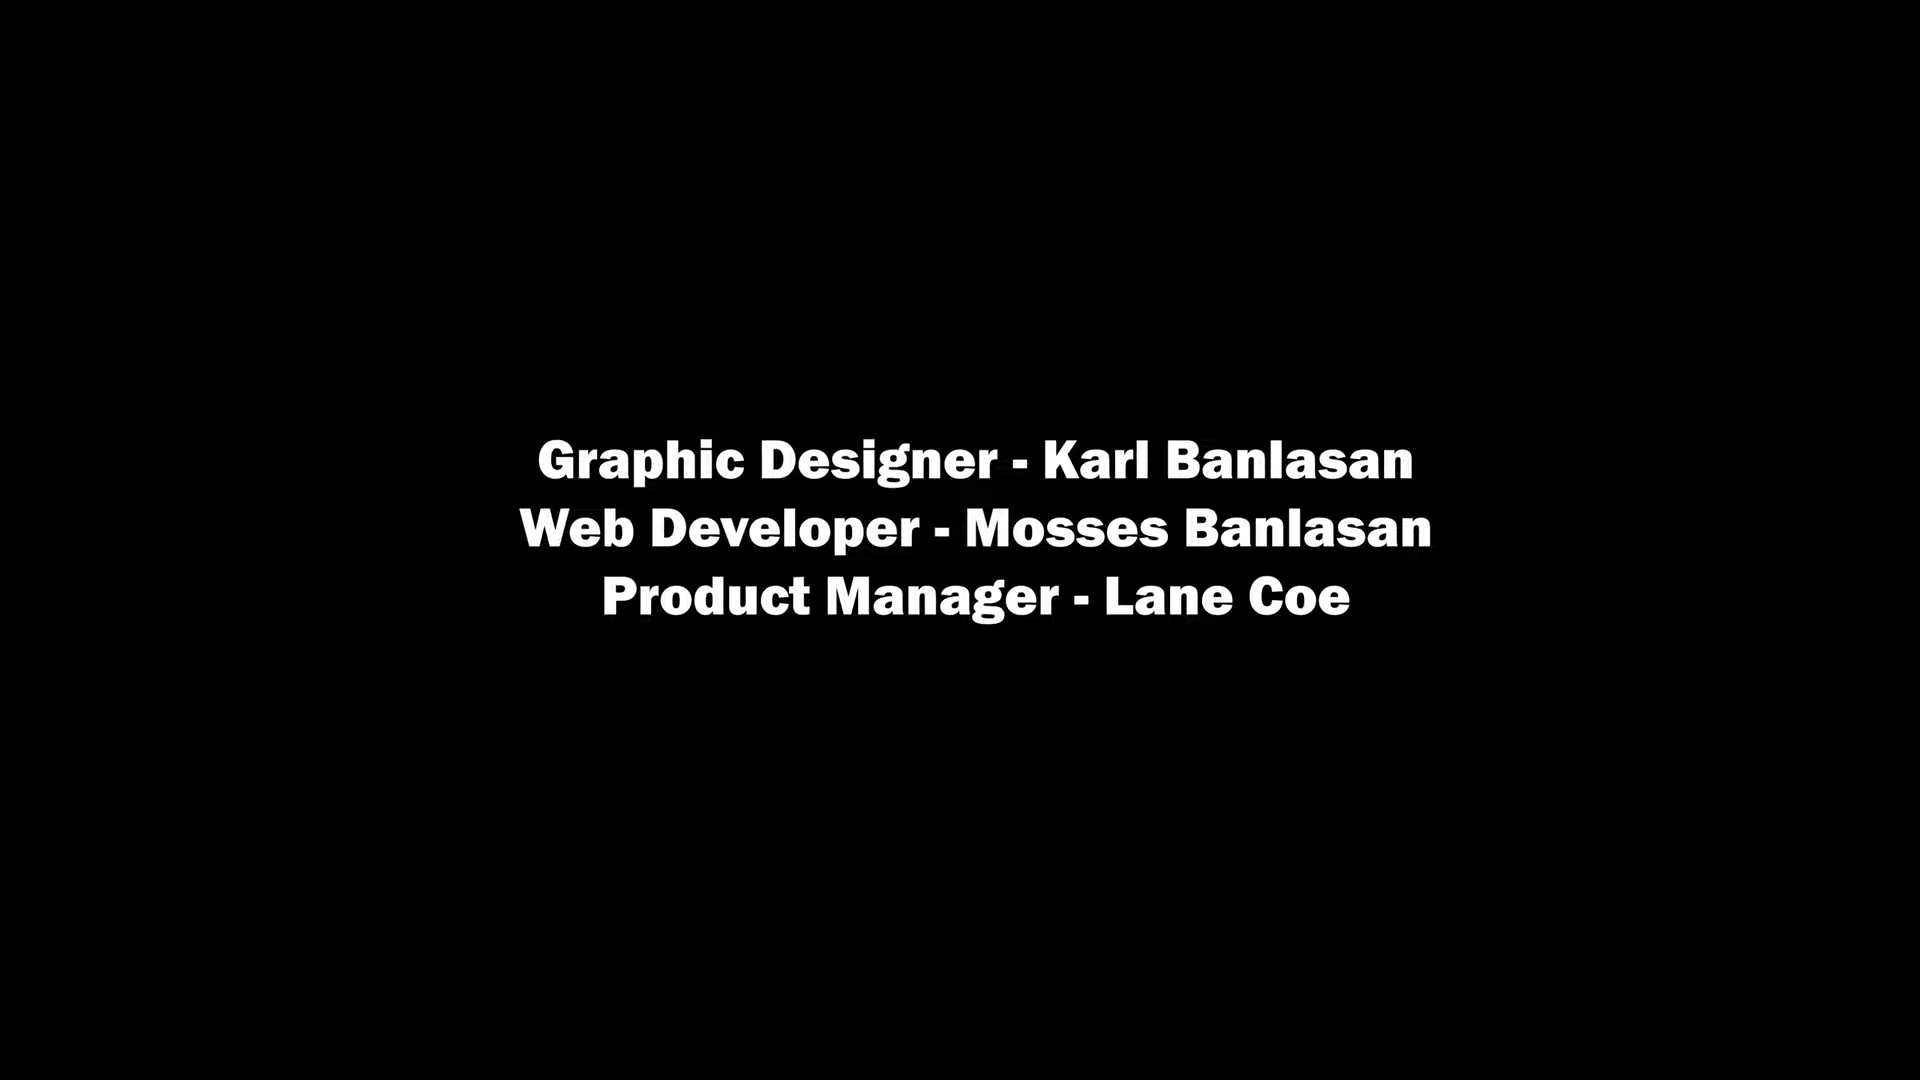 Graphic Designer - Karl Banlasan
Web Developer - Mosses Banlasan
Product Manager - Lane Coe